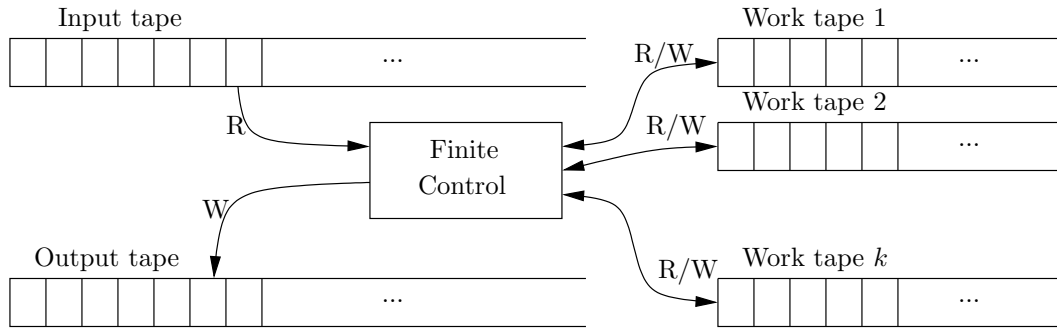 Input tape
Work tape 1
...
...
R/W
Work tape 2
R
R/W
...
Finite
Control
W
Output tape
R/W
Work tape k
...
...